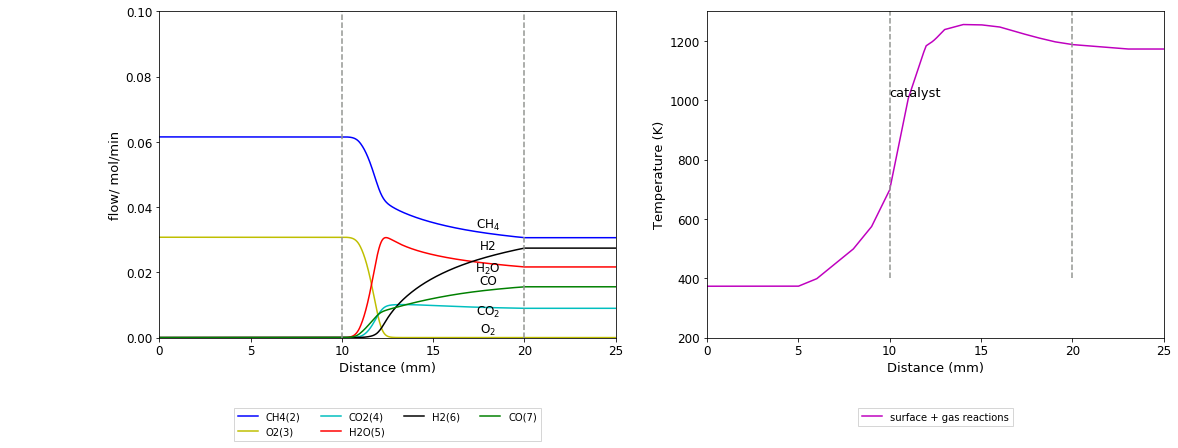 0.10
0.08
0.06
0.04
0.02
0.00
flow/ mol/min
CH₄
H2
H₂O
CO
CO₂
O₂
0 5 10 15 20 25
Distance (mm)
CH4(2) CO2(4) H2(6) CO(7)
O2(3) H2O(5)
1200
1000
800
600
400
200
Temperature (K)
catalyst
0 5 10 15 20 25
Distance (mm)
surface + gas reactions